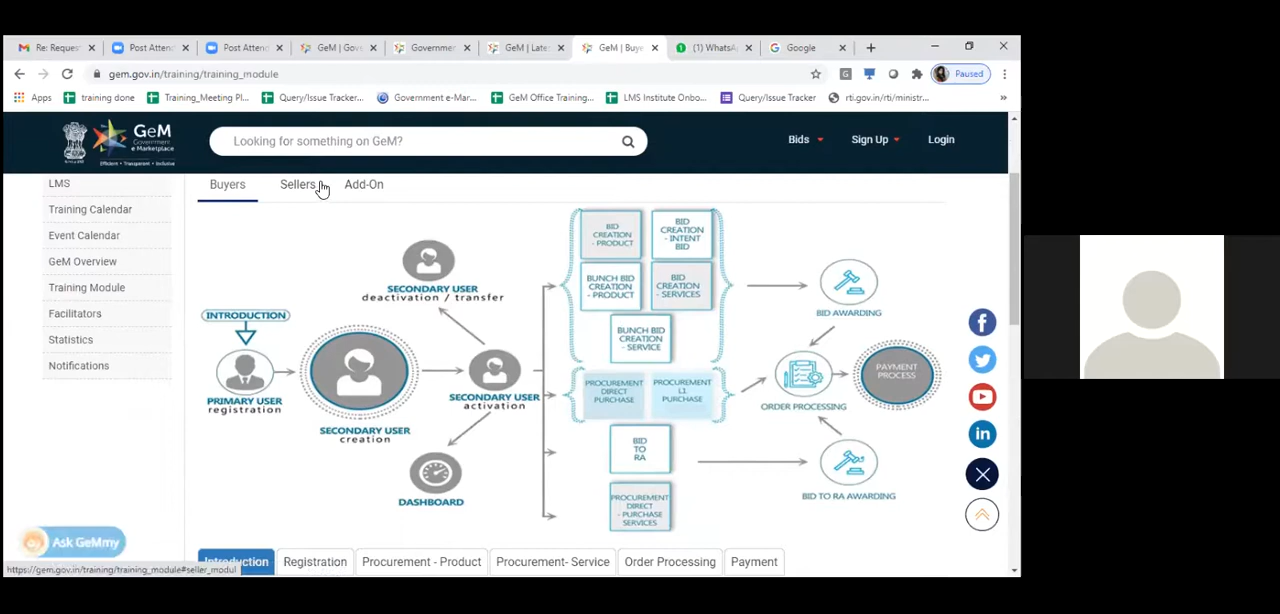 Re: Reques
Post Atten
Post Atten
GeM | Gov
Governme
GeM | Late
GeM | Buye
(1) WhatsA
Google
gem.gov.in/training/training_module
Paused
Apps
training done
Training_Meeting Pl...
Query/Issue Tracker...
Government e-Mar...
GeM Office Training...
LMS Institute Onbo...
Query/Issue Tracker
rti.gov.in/rti/ministr...
»
GeM
Government
e Marketplace
Efficient • Transparent • Inclusive
Looking for something on GeM?
Bids
Sign Up
Login
LMS
Training Calendar
Event Calendar
GeM Overview
Training Module
Facilitators
Statistics
Notifications
Buyers
Sellers
Add-On
INTRODUCTION
PRIMARY USER
registration
SECONDARY USER
creation
SECONDARY USER
deactivation / transfer
SECONDARY USER
activation
DASHBOARD
BID
CREATION
- PRODUCT
BID
CREATION
- INTENT
BID
BUNCH BID
CREATION -
PRODUCT
BID
CREATION
- SERVICES
BUNCH BID
CREATION -
SERVICE
PROCUREMENT
DIRECT
PURCHASE
PROCUREMENT
L1
PURCHASE
BID
TO
RA
PROCUREMENT
DIRECT
- PURCHASE
SERVICES
BID AWARDING
ORDER PROCESSING
PAYMENT
PROCESS
BID TO RA AWARDING
Ask GeMmy
Introduction
Registration
Procurement - Product
Procurement- Service
Order Processing
Payment
https://gem.gov.in/training/training_module#seller_modul